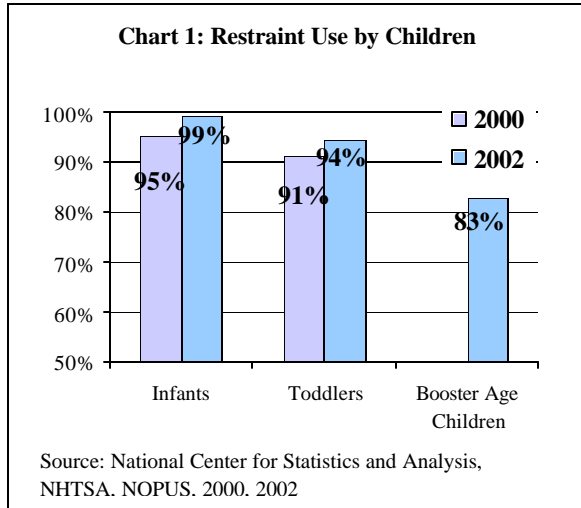 Chart 1: Restraint Use by Children
100%
90%
80%
70%
60%
50%
95%
99%
91%
94%
83%
2000
2002
Infants
Toddlers
Booster Age
Children
Source: National Center for Statistics and Analysis,
NHTSA, NOPUS, 2000, 2002